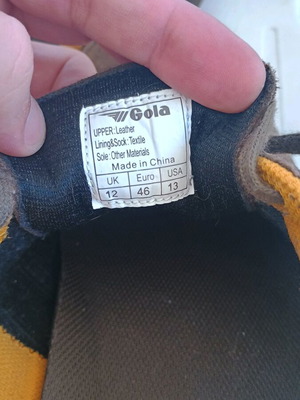 Gola
UPPER: Leather
Lining&Sock: Textile
Sole: Other Materials
Made in China
UK Euro USA
12 46 13